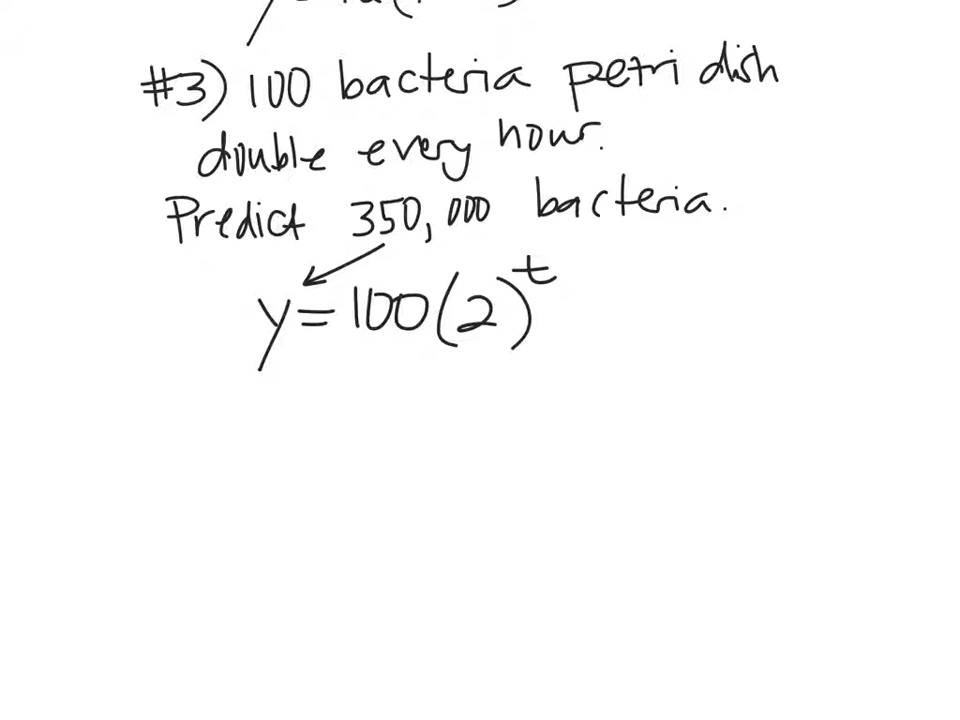 #3) 100 bacteria petri dish
double every hour.
Predict 350,000 bacteria.
y = 100(2)^t